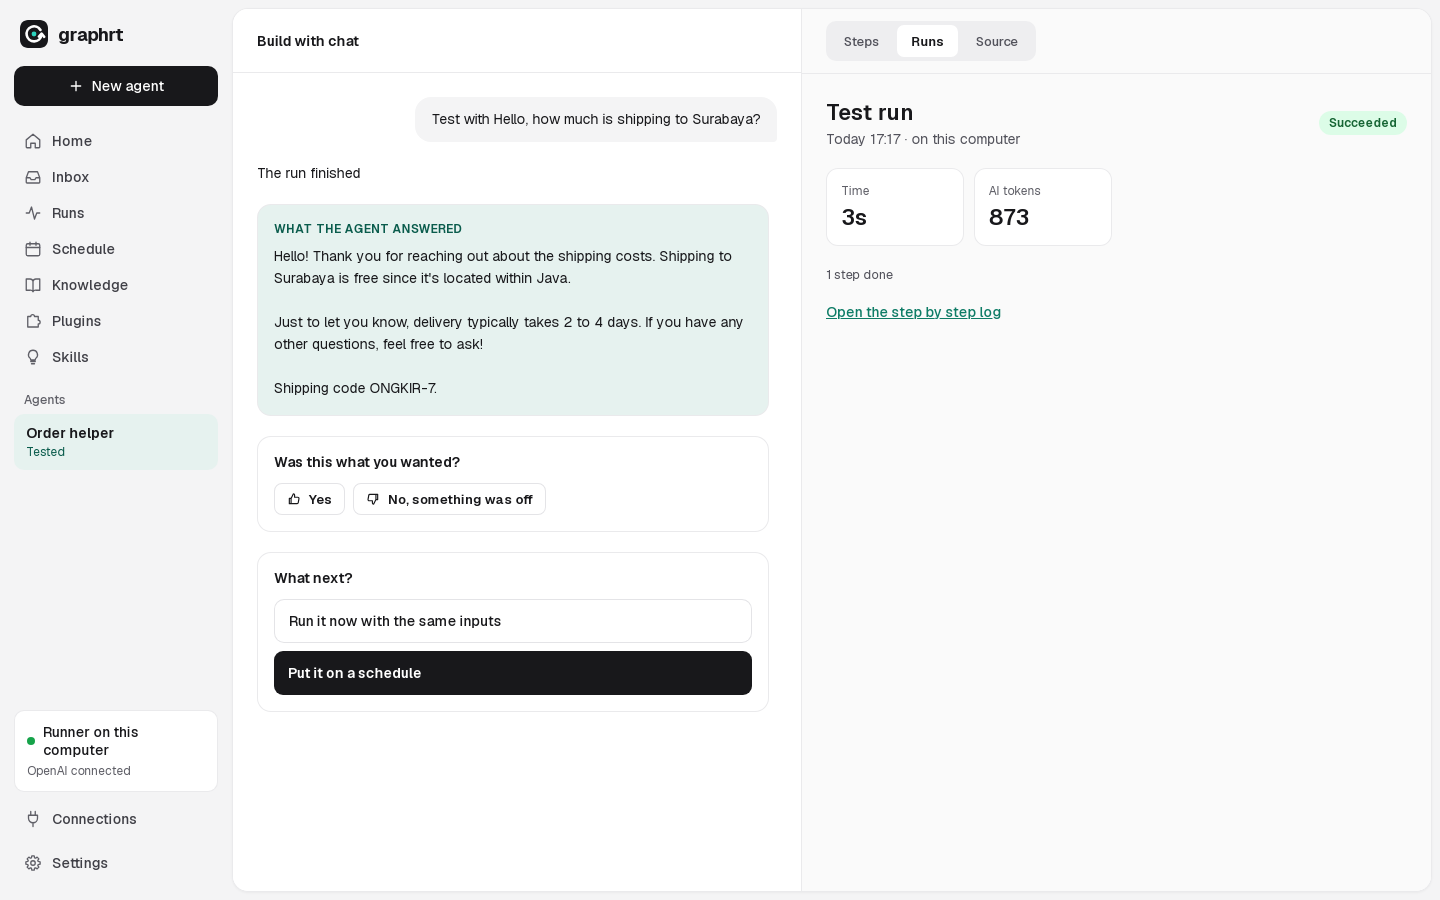 graphrt
New agent
Home
Inbox
Runs
Schedule
Knowledge
Plugins
Skills
Agents
Order helper
Tested
Runner on this
computer
OpenAI connected
Connections
Settings
Build with chat
Test with Hello, how much is shipping to Surabaya?
The run finished
WHAT THE AGENT ANSWERED
Hello! Thank you for reaching out about the shipping costs. Shipping to
Surabaya is free since it's located within Java.
Just to let you know, delivery typically takes 2 to 4 days. If you have any
other questions, feel free to ask!
Shipping code ONGKIR-7.
Was this what you wanted?
Yes
No, something was off
What next?
Run it now with the same inputs
Put it on a schedule
Steps
Runs
Source
Test run
Succeeded
Today 17:17 · on this computer
Time
3s
AI tokens
873
1 step done
Open the step by step log